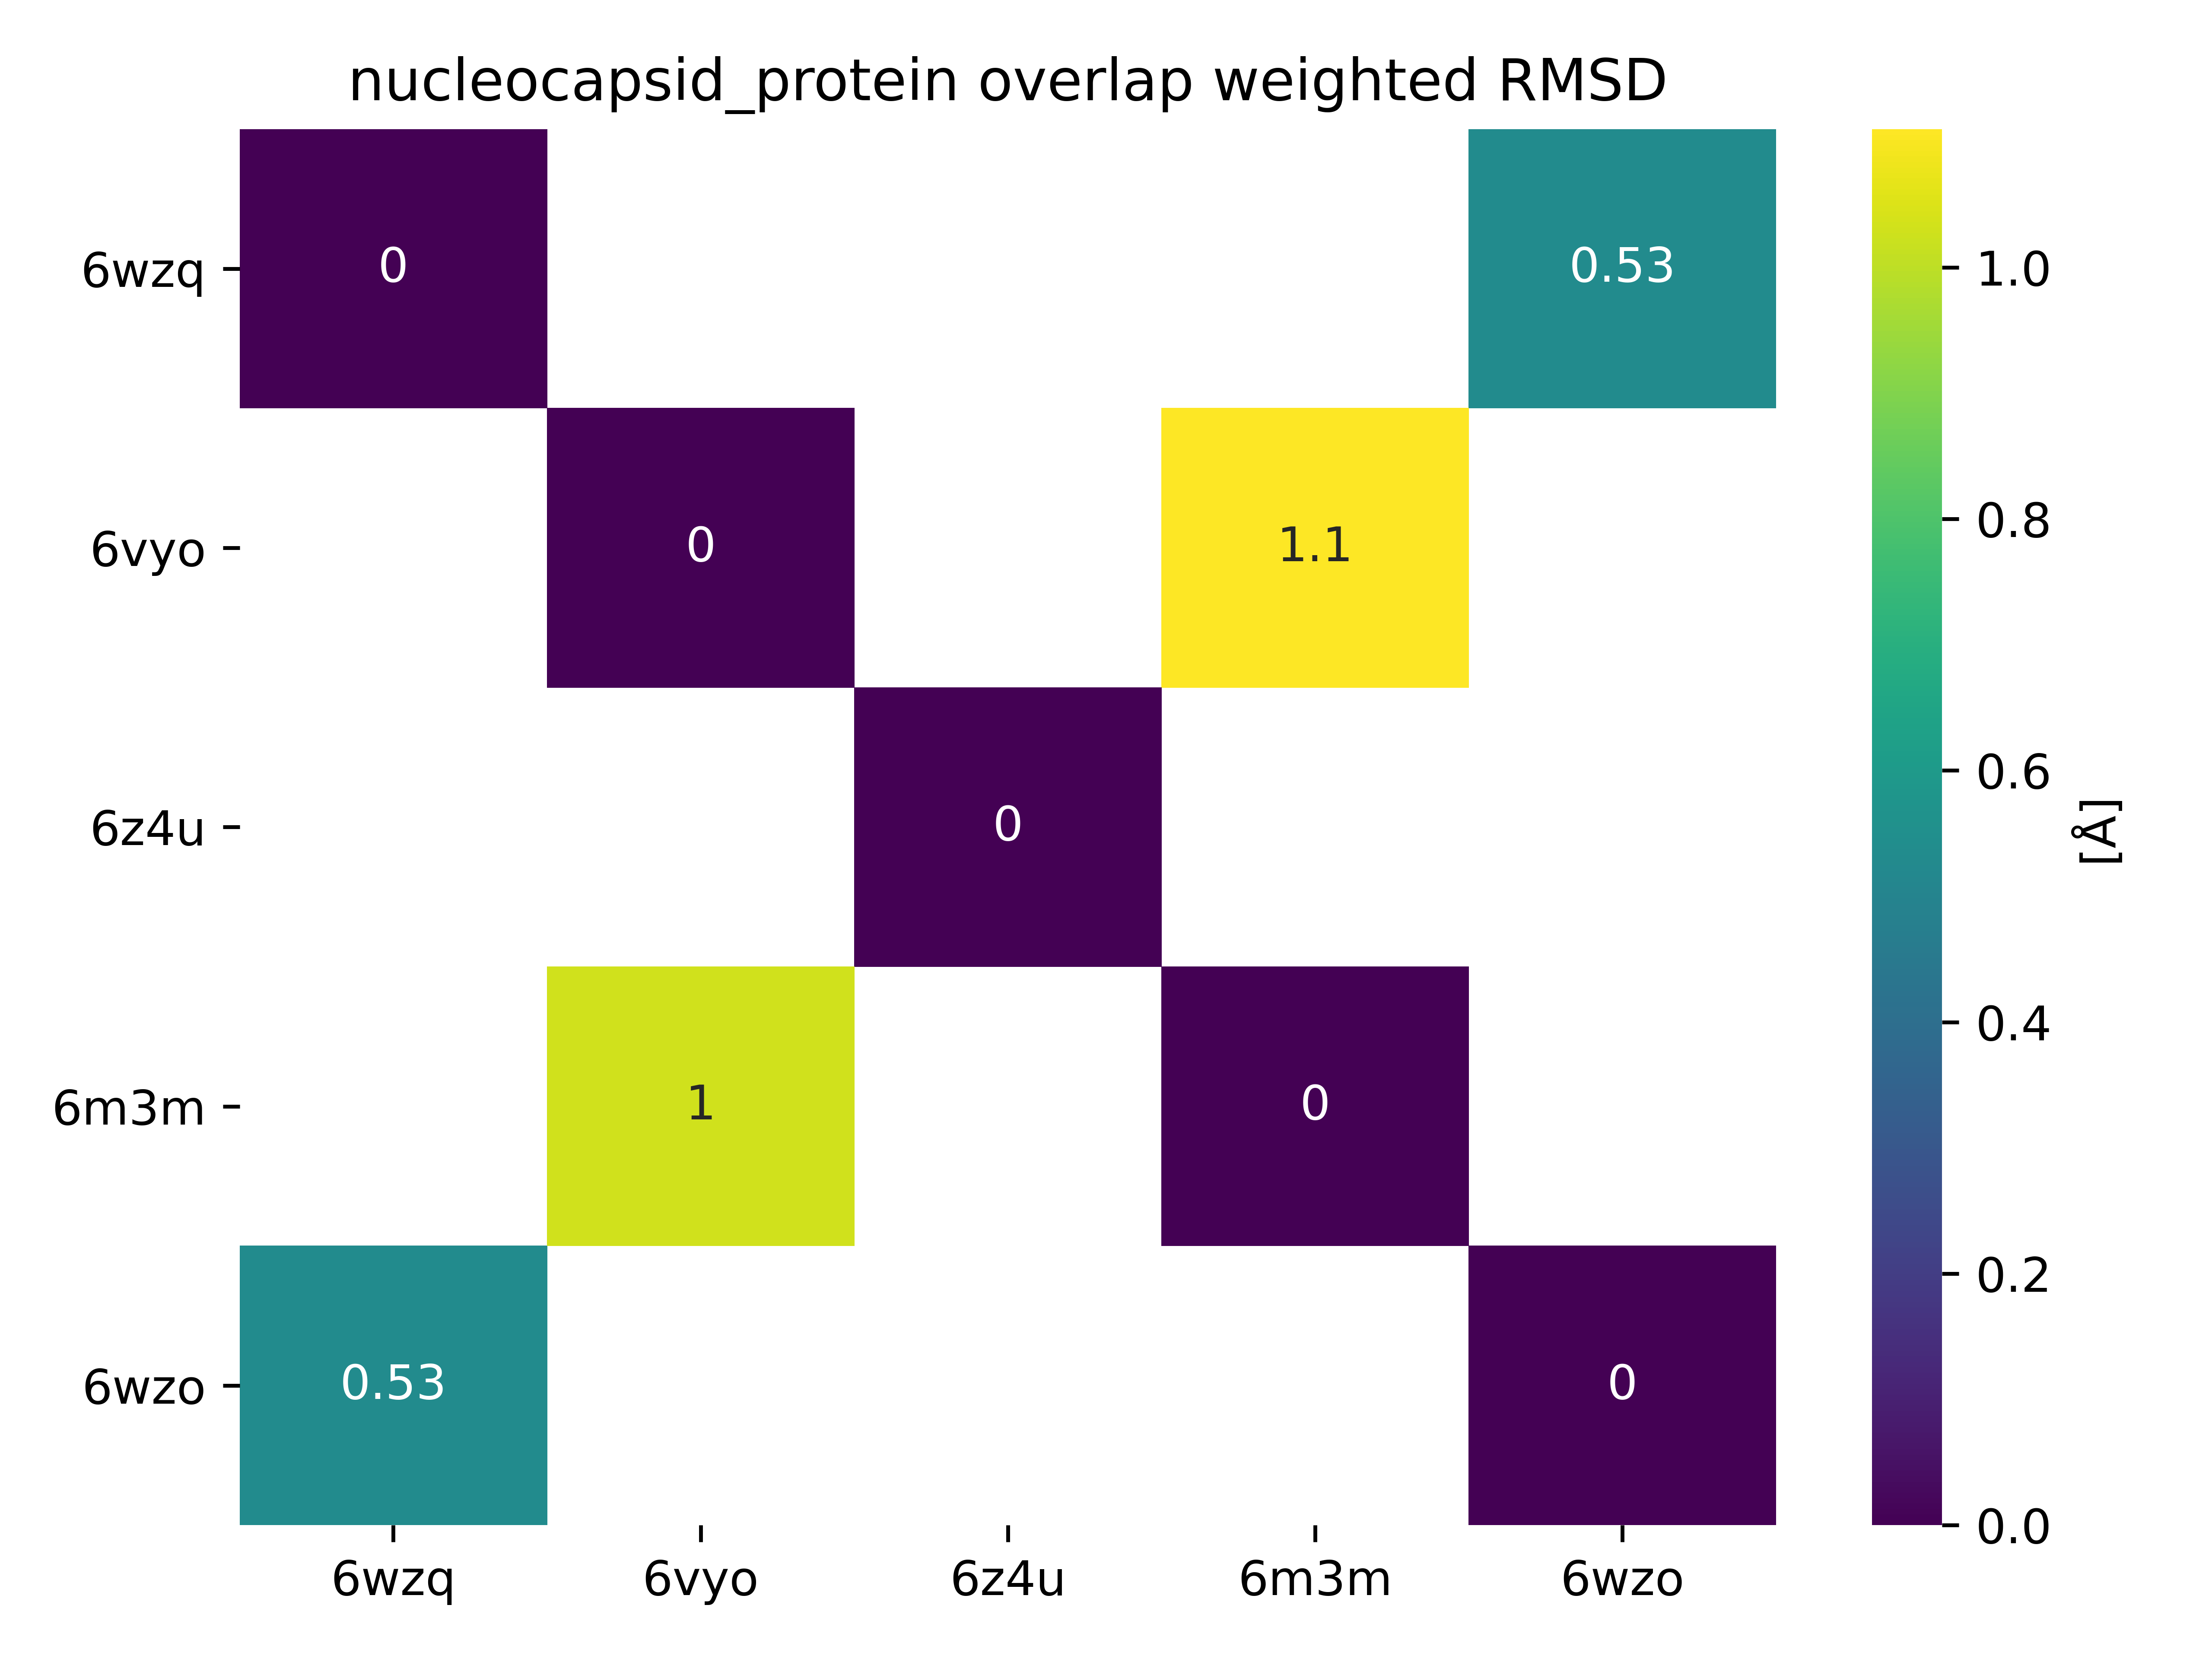 nucleocapsid_protein overlap weighted RMSD
6wzq
0
0.53
6vyo
0
1.1
6z4u
0
6m3m
1
0
6wzo
0.53
0
6wzq 6vyo 6z4u 6m3m 6wzo
1.0
0.8
0.6
0.4
0.2
0.0
[Å]